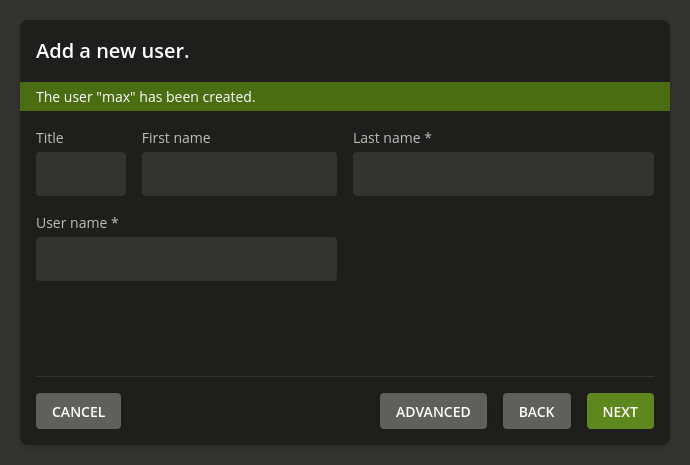 Add a new user.
The user "max" has been created.
Title First name Last name *
User name *
CANCEL ADVANCED BACK NEXT